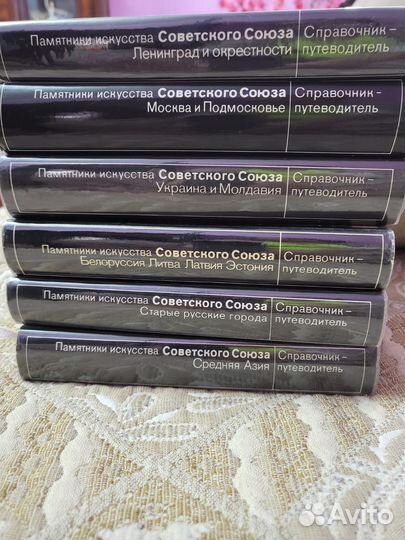 Памятники искусства Советского Союза
Ленинград и окрестности
Справочник–
путеводитель
Памятники искусства Советского Союза
Москва и Подмосковье
Справочник–
путеводитель
Памятники искусства Советского Союза
Украина и Молдавия
Справочник–
путеводитель
Памятники искусства Советского Союза
Белоруссия Литва Латвия Эстония
Справочник–
путеводитель
Памятники искусства Советского Союза
Старые русские города
Справочник–
путеводитель
Памятники искусства Советского Союза
Средняя Азия
Справочник–
путеводитель
Avito